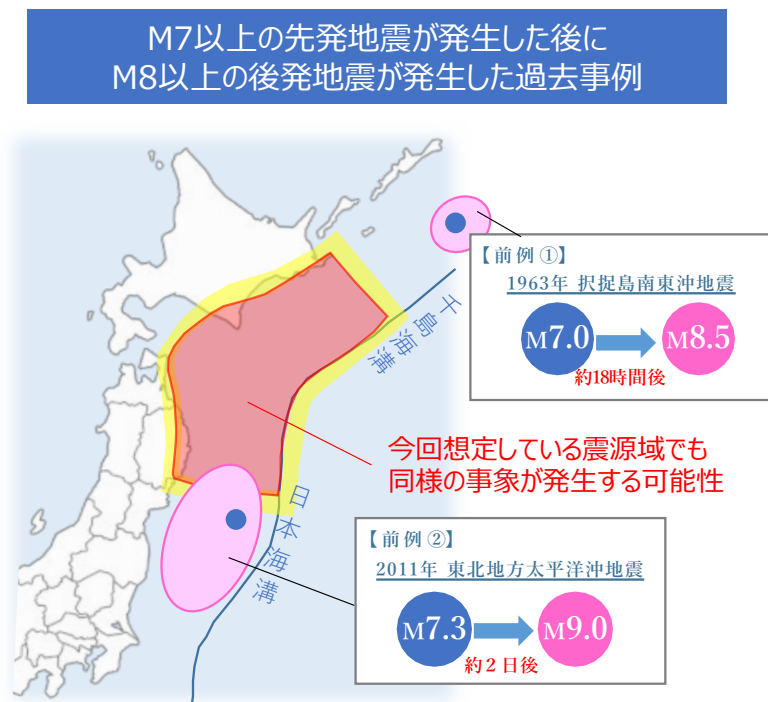 M7以上の先発地震が発生した後に
M8以上の後発地震が発生した過去事例
【前例①】
1963年 択捉島南東沖地震
M7.0
M8.5
約18時間後
千島海溝
今回想定している震源域でも
同様の事象が発生する可能性
日本海溝
【前例②】
2011年 東北地方太平洋沖地震
M7.3
M9.0
約2日後